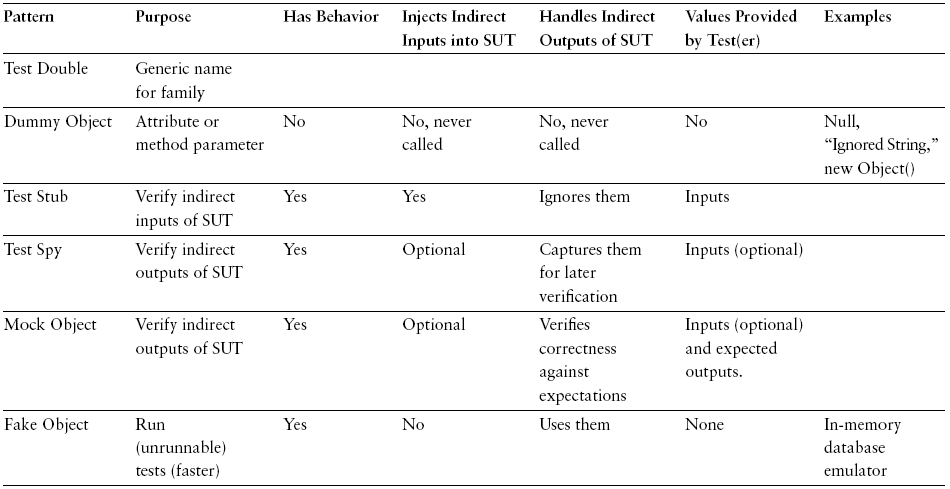 Pattern Purpose Has Behavior Injects Indirect Inputs into SUT Handles Indirect Outputs of SUT Values Provided by Test(er) Examples
Test Double Generic name for family
Dummy Object Attribute or method parameter No No, never called No, never called No Null, “Ignored String,” new Object()
Test Stub Verify indirect inputs of SUT Yes Yes Ignores them Inputs
Test Spy Verify indirect outputs of SUT Yes Optional Captures them for later verification Inputs (optional)
Mock Object Verify indirect outputs of SUT Yes Optional Verifies correctness against expectations Inputs (optional) and expected outputs.
Fake Object Run (unrunnable) tests (faster) Yes No Uses them None In-memory database emulator